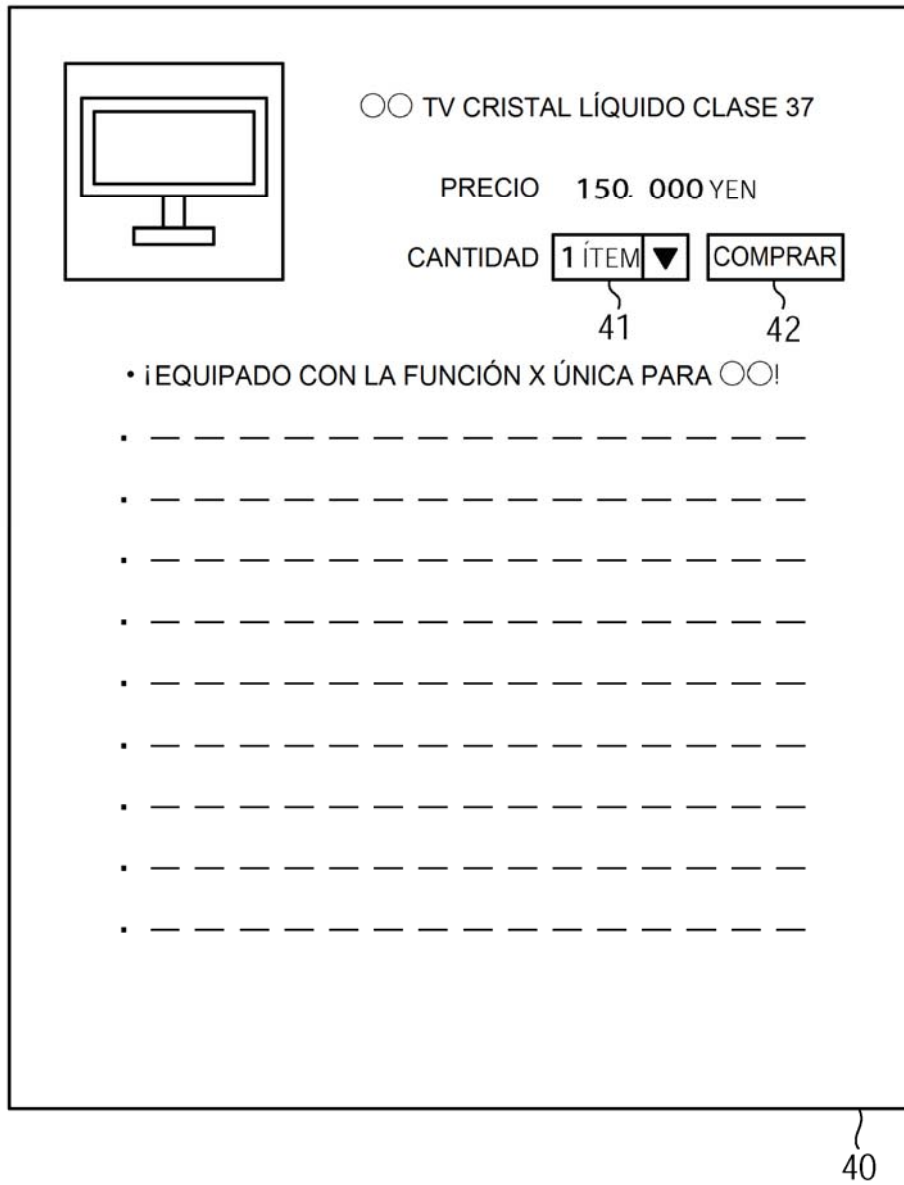 ○○ TV CRISTAL LÍQUIDO CLASE 37
PRECIO 150. 000 YEN
CANTIDAD 1 ÍTEM ▼ COMPRAR
41 42
• ¡EQUIPADO CON LA FUNCIÓN X ÚNICA PARA ○○!
40